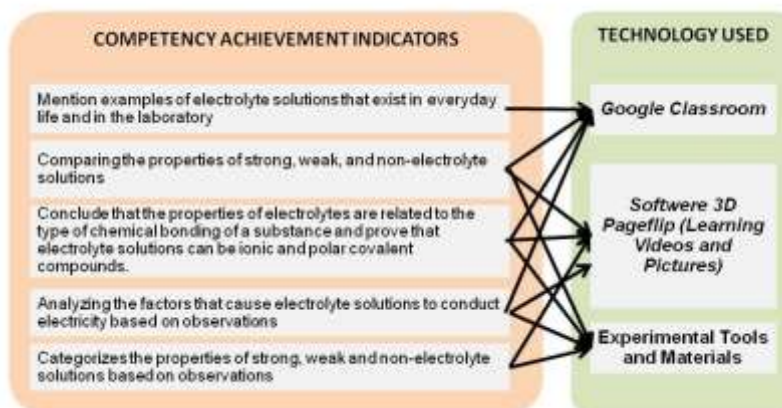 COMPETENCY ACHIEVEMENT INDICATORS
Mention examples of electrolyte solutions that exist in everyday
life and in the laboratory
Comparing the properties of strong, weak, and non-electrolyte
solutions
Conclude that the properties of electrolytes are related to the
type of chemical bonding of a substance and prove that
electrolyte solutions can be ionic and polar covalent
compounds.
Analyzing the factors that cause electrolyte solutions to conduct
electricity based on observations
Categorizes the properties of strong, weak and non-electrolyte
solutions based on observations
TECHNOLOGY USED
Google Classroom
Softwere 3D
Pageflip (Learning
Videos and
Pictures)
Experimental Tools
and Materials